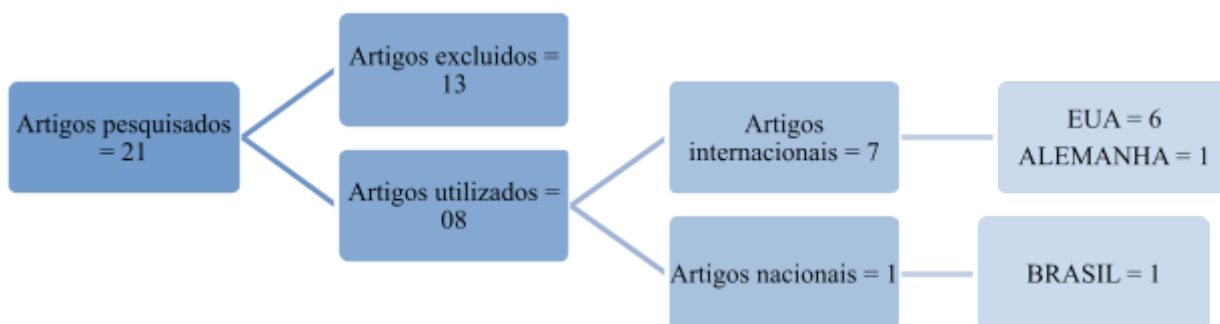 Artigos pesquisados
= 21
Artigos excluidos =
13
Artigos utilizados =
08
Artigos
internacionais = 7
Artigos nacionais = 1
EUA = 6
ALEMANHA = 1
BRASIL = 1